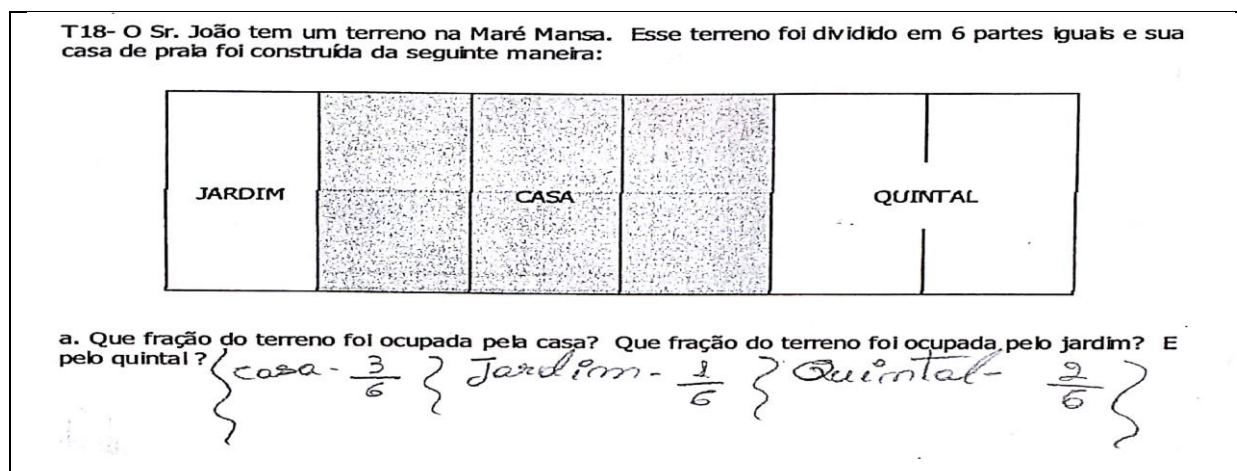 T18- O Sr. João tem um terreno na Maré Mansa. Esse terreno foi dividido em 6 partes iguais e sua
casa de praia foi construída da seguinte maneira:
JARDIM CASA QUINTAL
a. Que fração do terreno foi ocupada pela casa? Que fração do terreno foi ocupada pelo jardim? E
pelo quintal? { casa - 3/6 } Jardim - 1/6 } Quintal - 2/6 }